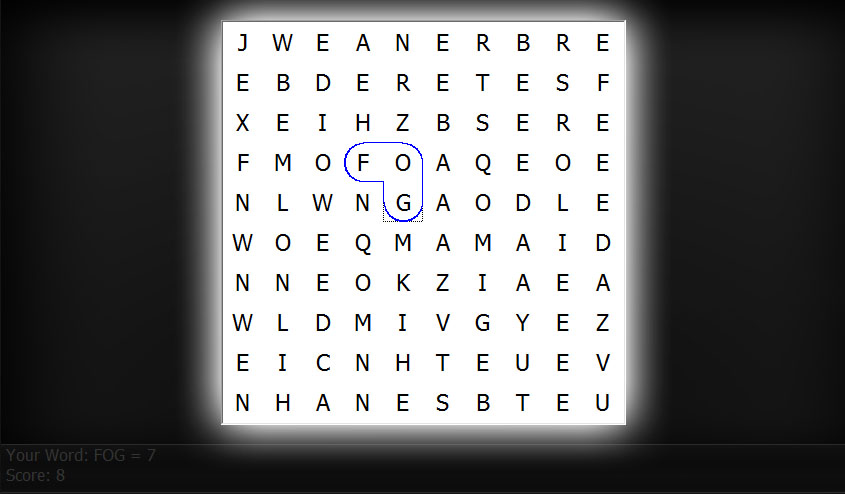 J W E A N E R B R E
E B D E R E T E S F
X E I H Z B S E R E
F M O F O A Q E O E
N L W N G A O D L E
W O E Q M A M A I D
N N E O K Z I A E A
W L D M I V G Y E Z
E I C N H T E U E V
N H A N E S B T E U
Your Word: FOG = 7
Score: 8